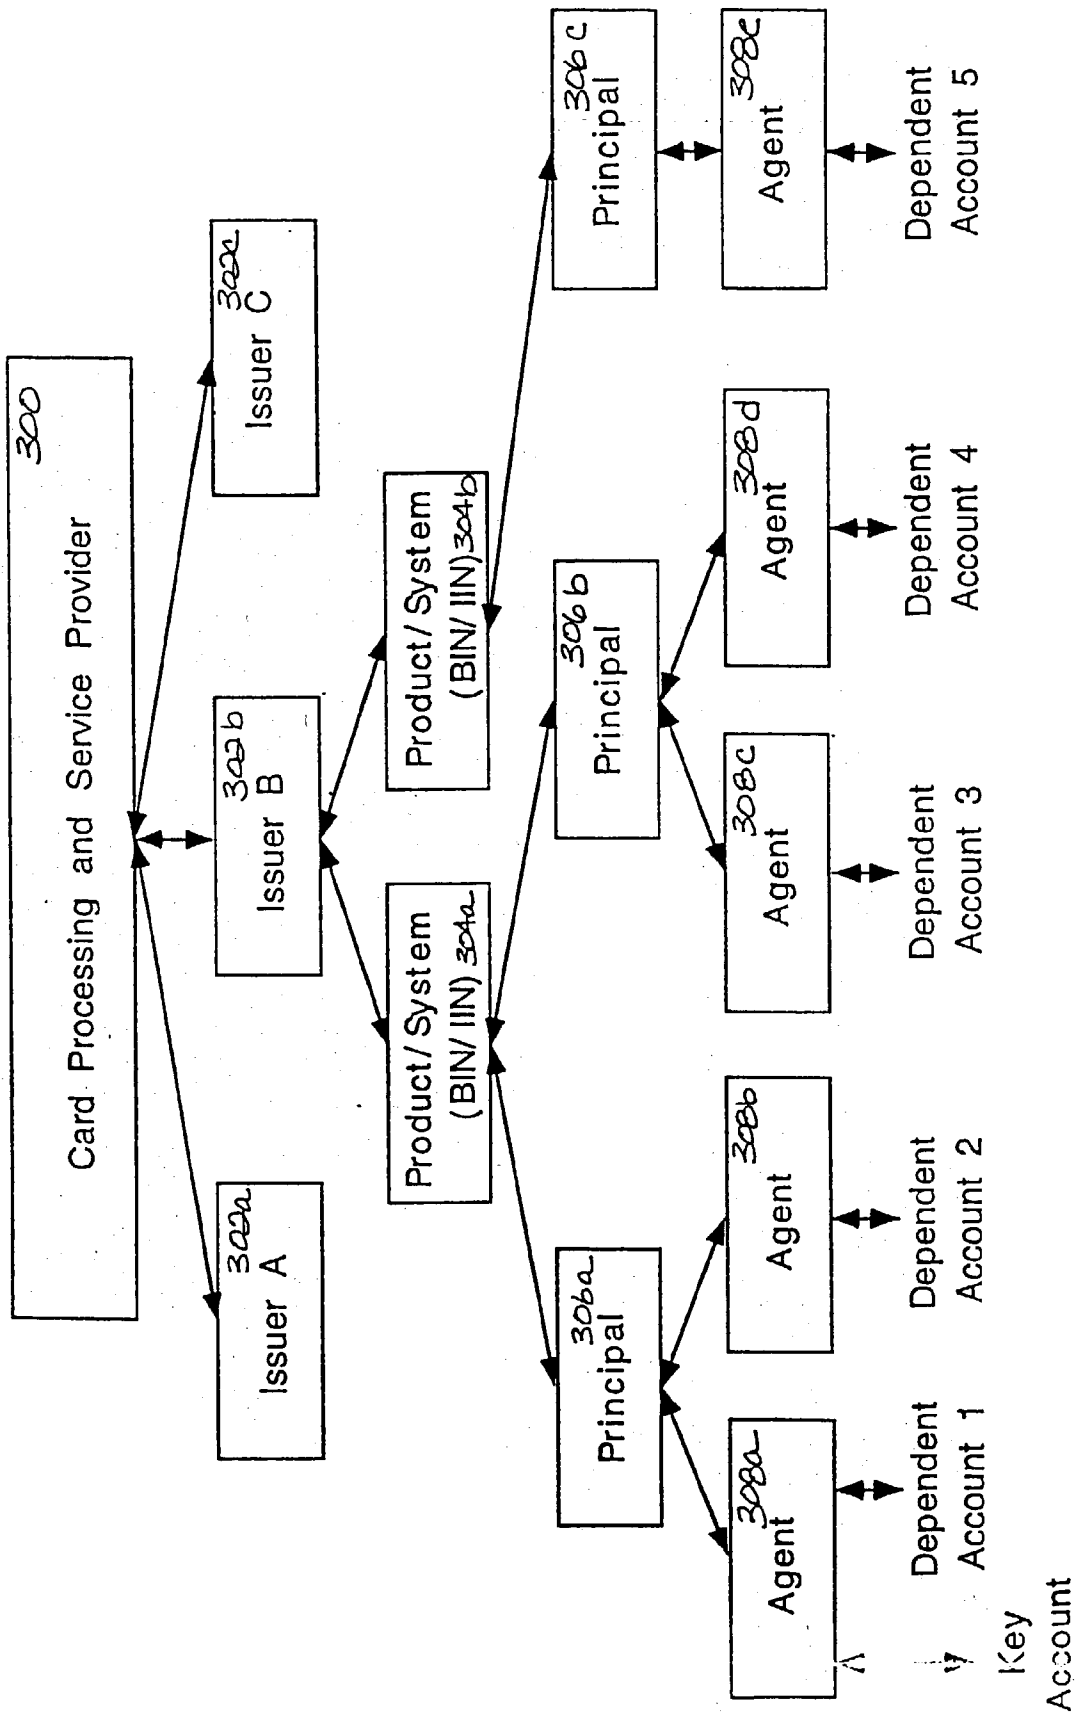 300
Card Processing and Service Provider
302a
Issuer A
302b
Issuer B
302c
Issuer C
Product/System
(BIN/IIN) 304a
Product/System
(BIN/IIN) 304b
306a
Principal
306b
Principal
306c
Principal
308a
Agent
308b
Agent
308c
Agent
308d
Agent
308e
Agent
Key
Account
Dependent
Account 1
Dependent
Account 2
Dependent
Account 3
Dependent
Account 4
Dependent
Account 5